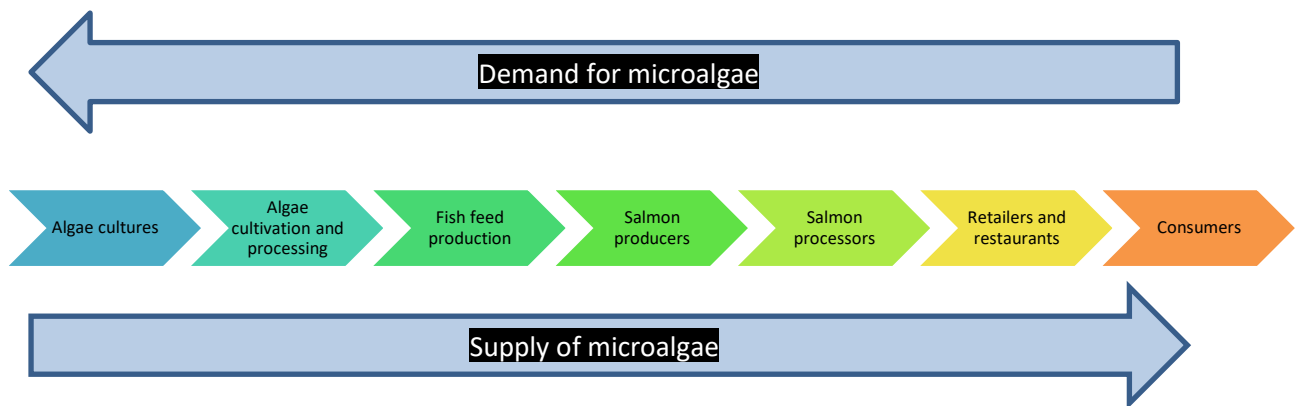 Demand for microalgae
Algae cultures
Algae
cultivation and
processing
Fish feed
production
Salmon
producers
Salmon
processors
Retailers and
restaurants
Consumers
Supply of microalgae